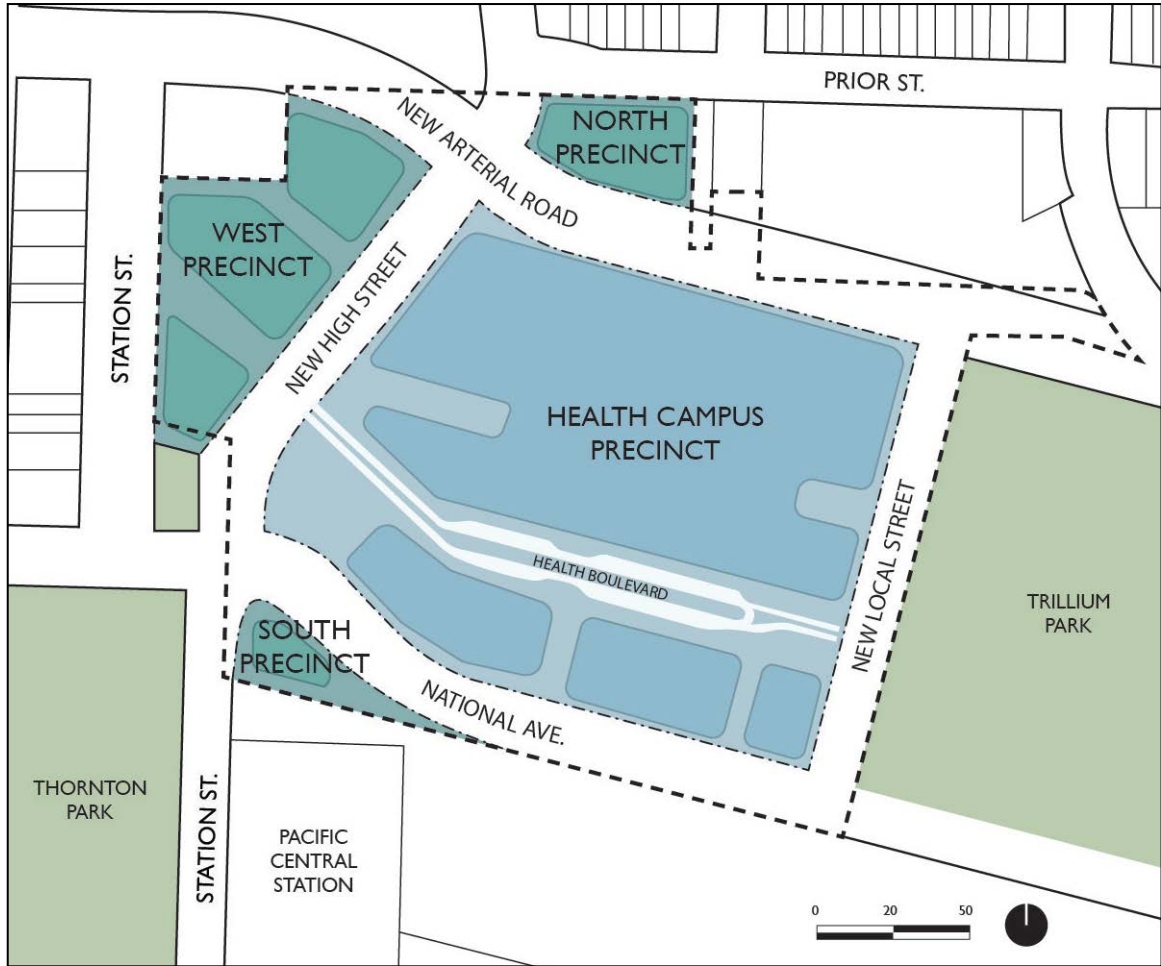 PRIOR ST.
NEW ARTERIAL ROAD
NORTH
PRECINCT
WEST
PRECINCT
STATION ST.
NEW HIGH STREET
HEALTH CAMPUS
PRECINCT
HEALTH BOULEVARD
NEW LOCAL STREET
TRILLIUM
PARK
SOUTH
PRECINCT
NATIONAL AVE.
THORNTON
PARK
STATION ST.
PACIFIC
CENTRAL
STATION
0 20 50